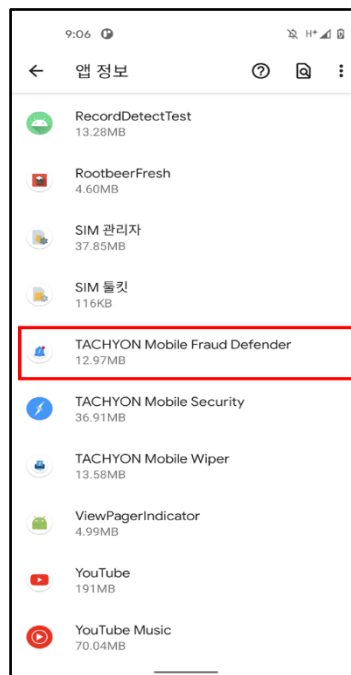 9:06
H+
앱 정보
RecordDetectTest
13.28MB
RootbeerFresh
4.60MB
SIM 관리자
37.85MB
SIM 툴킷
116KB
TACHYON Mobile Fraud Defender
12.97MB
TACHYON Mobile Security
36.91MB
TACHYON Mobile Wiper
13.58MB
ViewPagerIndicator
4.99MB
YouTube
191MB
YouTube Music
70.04MB